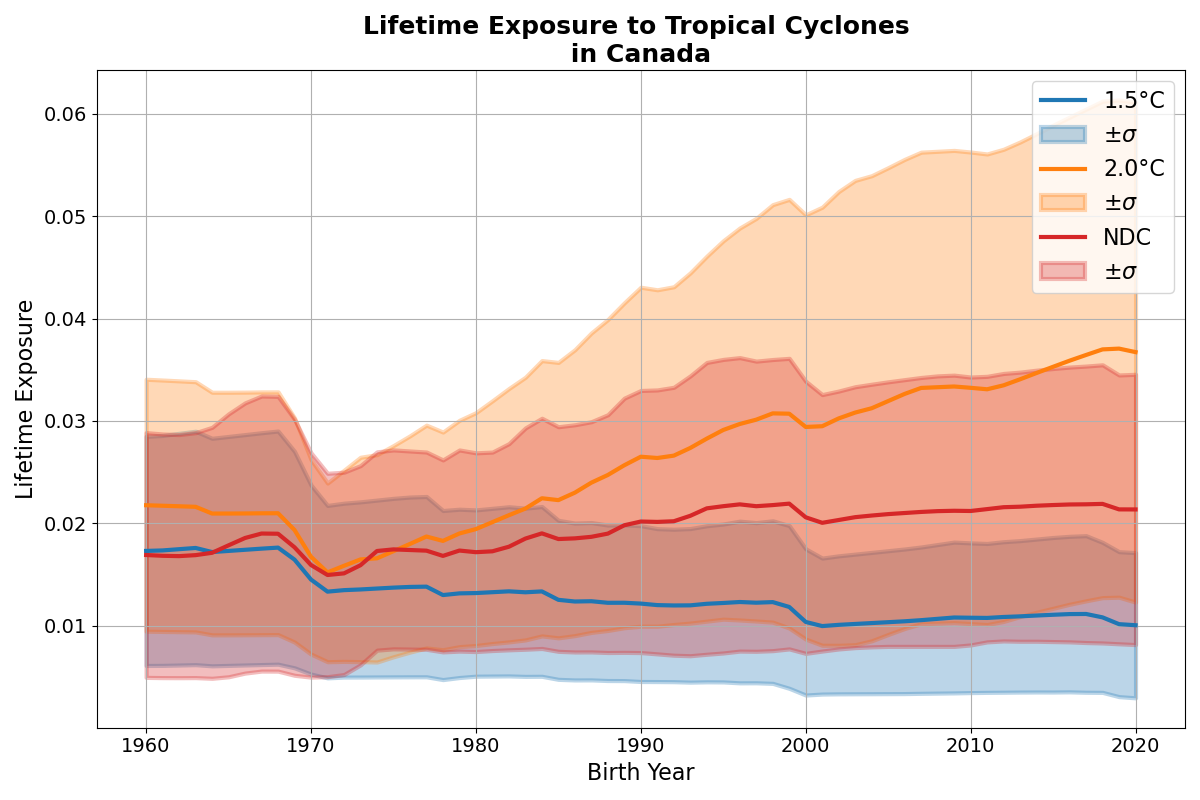 Lifetime Exposure to Tropical Cyclones
in Canada
Lifetime Exposure
0.06
0.05
0.04
0.03
0.02
0.01
1960
1970
1980
1990
2000
2010
2020
Birth Year
1.5°C
±σ
2.0°C
±σ
NDC
±σ